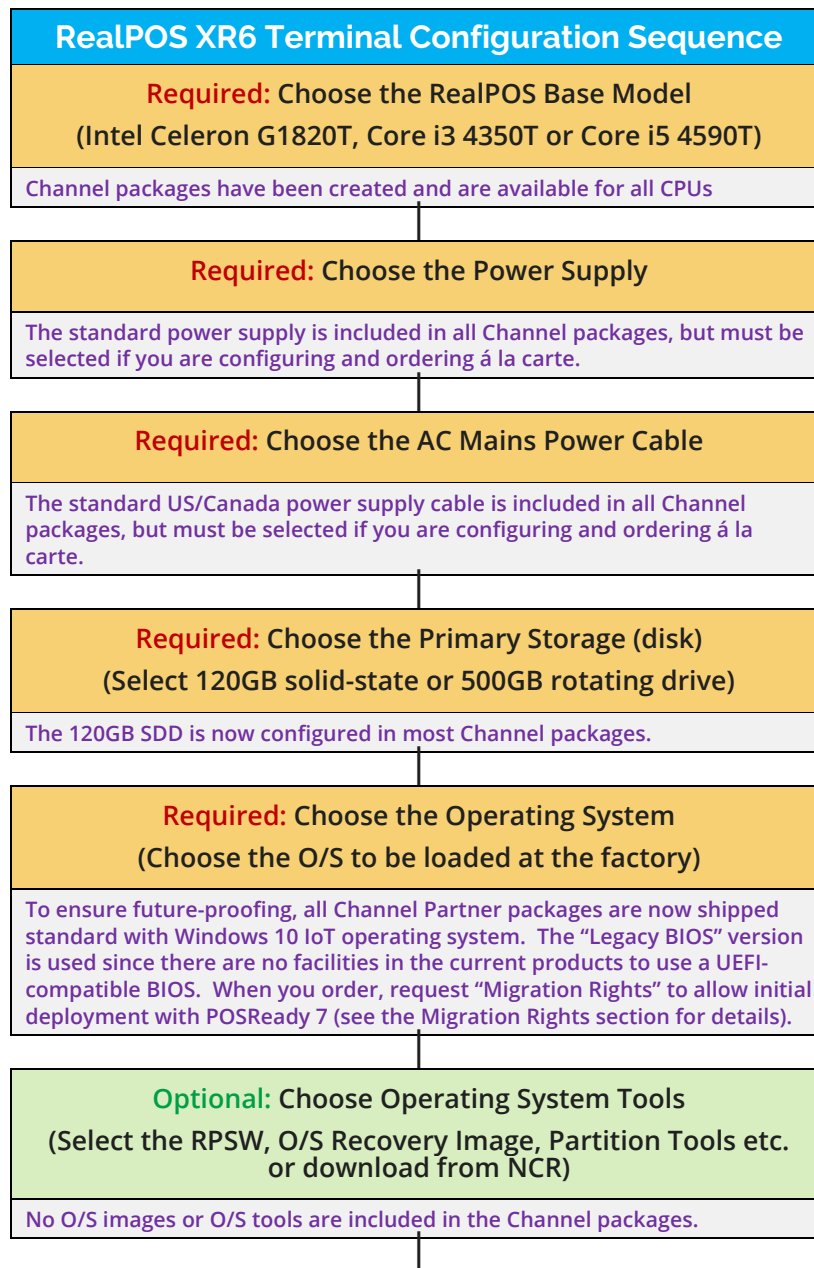 RealPOS XR6 Terminal Configuration Sequence
Required: Choose the RealPOS Base Model
(Intel Celeron G1820T, Core i3 4350T or Core i5 4590T)
Channel packages have been created and are available for all CPUs
Required: Choose the Power Supply
The standard power supply is included in all Channel packages, but must be
selected if you are configuring and ordering á la carte.
Required: Choose the AC Mains Power Cable
The standard US/Canada power supply cable is included in all Channel
packages, but must be selected if you are configuring and ordering á la
carte.
Required: Choose the Primary Storage (disk)
(Select 120GB solid-state or 500GB rotating drive)
The 120GB SDD is now configured in most Channel packages.
Required: Choose the Operating System
(Choose the O/S to be loaded at the factory)
To ensure future-proofing, all Channel Partner packages are now shipped
standard with Windows 10 IoT operating system.  The “Legacy BIOS” version
is used since there are no facilities in the current products to use a UEFI-
compatible BIOS.  When you order, request “Migration Rights” to allow initial
deployment with POSReady 7 (see the Migration Rights section for details).
Optional: Choose Operating System Tools
(Select the RPSW, O/S Recovery Image, Partition Tools etc.
or download from NCR)
No O/S images or O/S tools are included in the Channel packages.